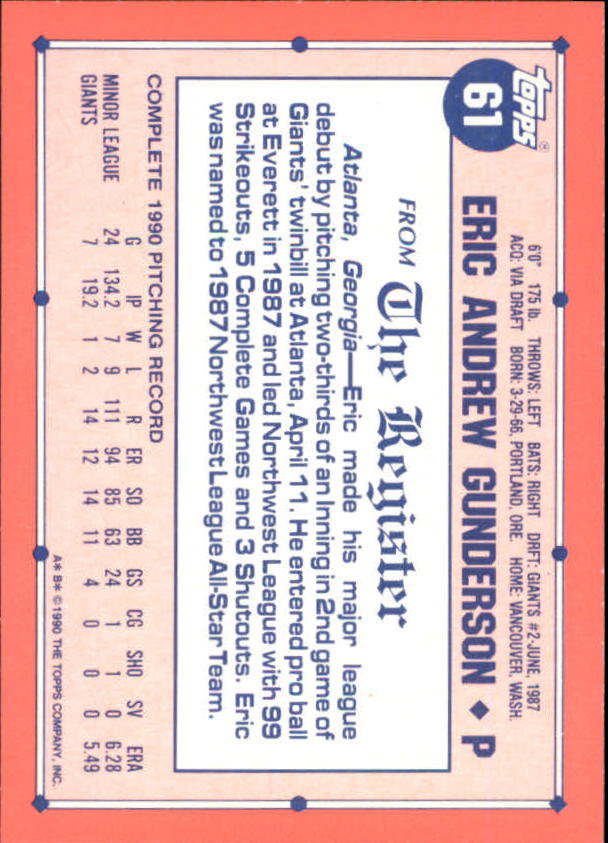 topps®
61
ERIC ANDREW GUNDERSON ♦ P
6'0" 175 lb. THROWS: LEFT BATS: RIGHT DRFT: GIANTS #2-JUNE, 1987
ACQ: VIA DRAFT BORN: 3-29-66, PORTLAND, ORE. HOME: VANCOUVER, WASH.
FROM The Register
Atlanta, Georgia—Eric made his major league
debut by pitching two-thirds of an Inning in 2nd game of
Giants' twinbill at Atlanta, April 11. He entered pro ball
at Everett in 1987 and led Northwest League with 99
Strikeouts, 5 Complete Games and 3 Shutouts. Eric
was named to 1987 Northwest League All-Star Team.
COMPLETE 1990 PITCHING RECORD
G IP W L R ER SO BB GS CG SHO SV ERA
MINOR LEAGUE 24 134.2 7 9 111 94 85 63 24 1 1 0 6.28
GIANTS 7 19.2 1 2 14 12 14 11 4 0 0 0 5.49
A* B* ©1990 THE TOPPS COMPANY, INC.